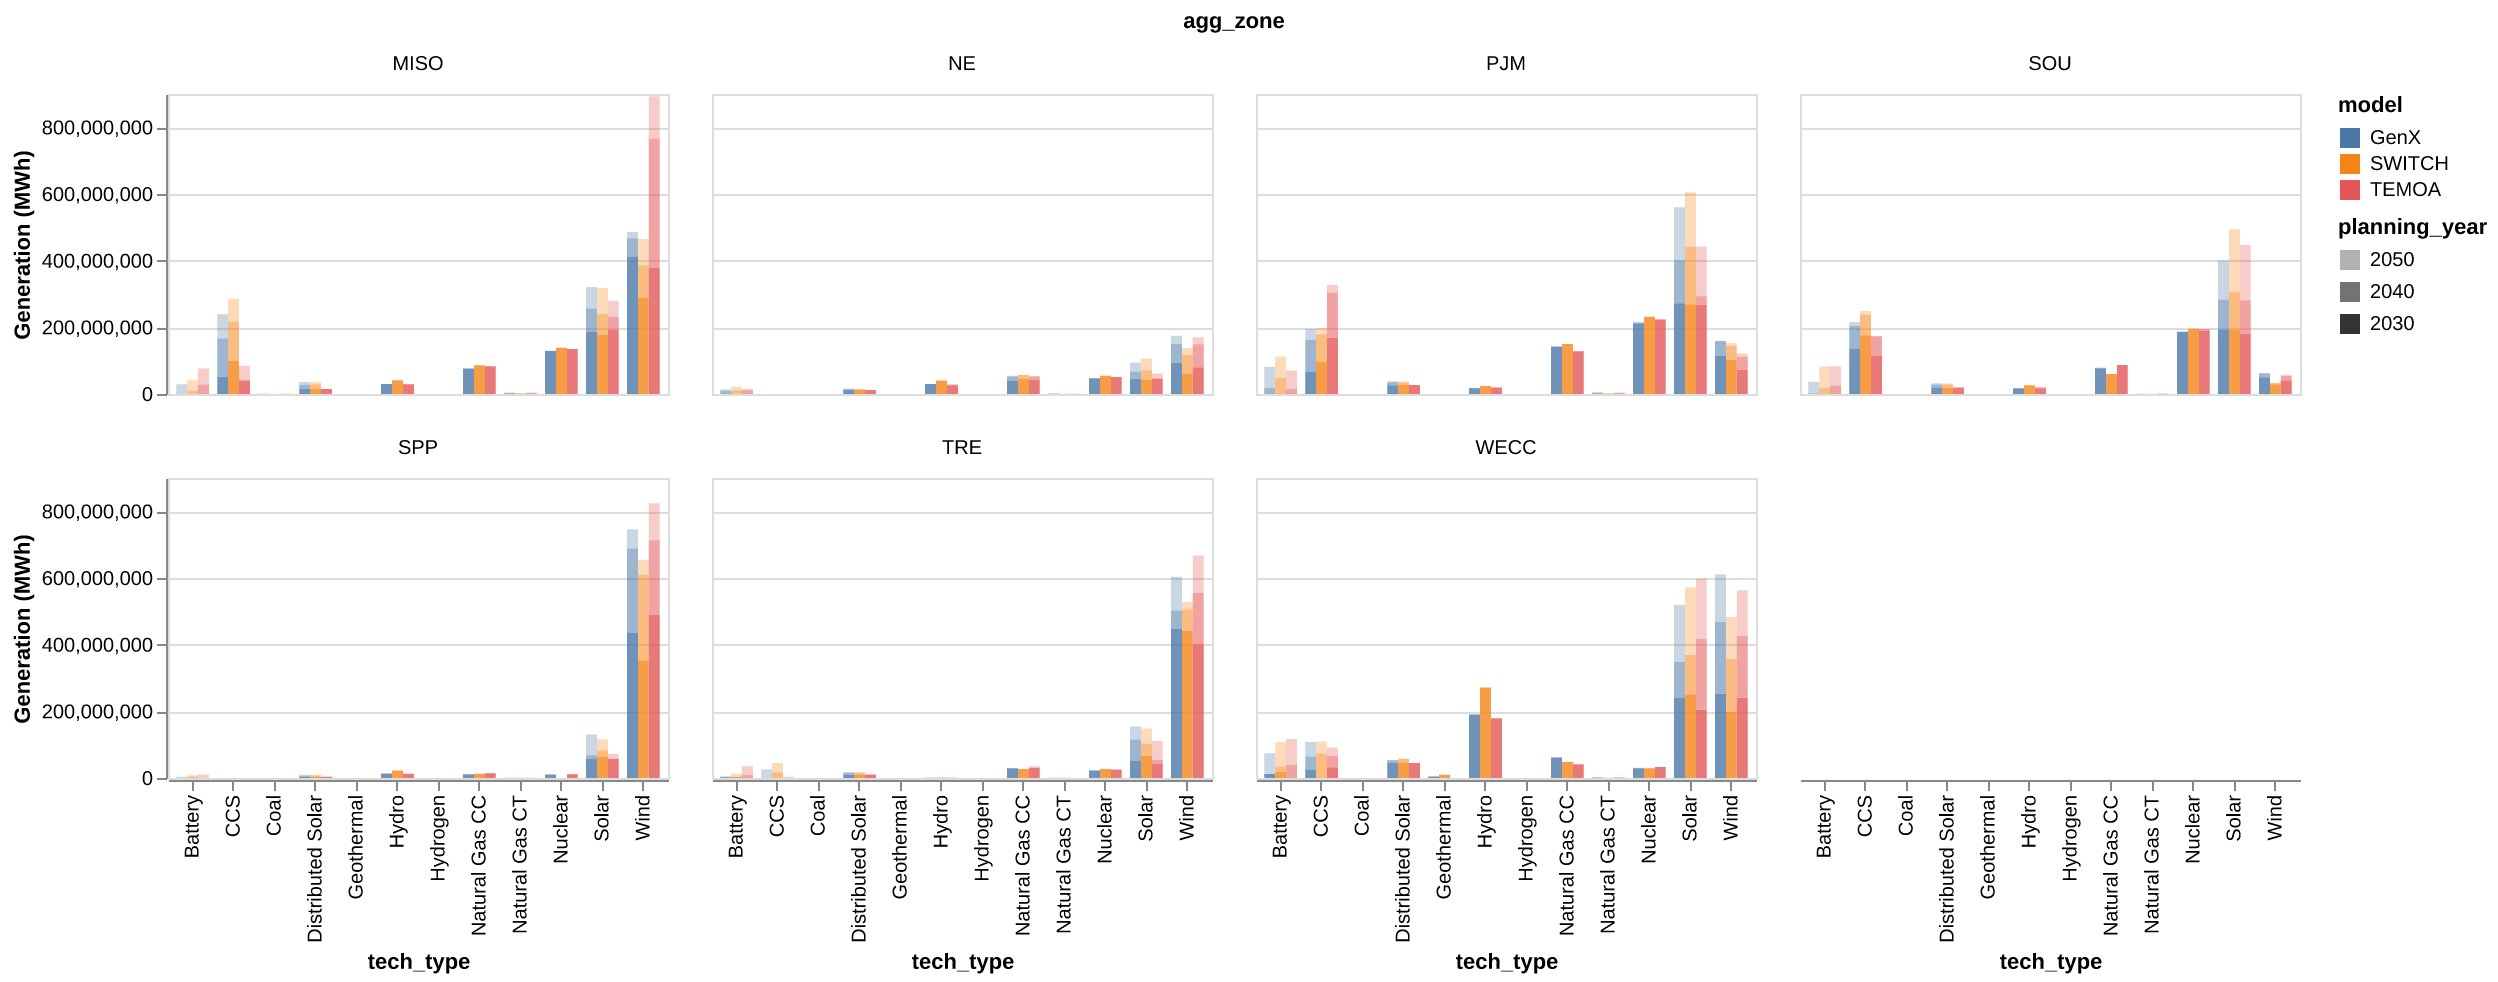 agg_zone
MISO
NE
PJM
SOU
Generation (MWh)
800,000,000
600,000,000
400,000,000
200,000,000
0
model
GenX
SWITCH
TEMOA
planning_year
2050
2040
2030
SPP
TRE
WECC
Generation (MWh)
800,000,000
600,000,000
400,000,000
200,000,000
0
Battery
CCS
Coal
Distributed Solar
Geothermal
Hydro
Hydrogen
Natural Gas CC
Natural Gas CT
Nuclear
Solar
Wind
tech_type
Battery
CCS
Coal
Distributed Solar
Geothermal
Hydro
Hydrogen
Natural Gas CC
Natural Gas CT
Nuclear
Solar
Wind
tech_type
Battery
CCS
Coal
Distributed Solar
Geothermal
Hydro
Hydrogen
Natural Gas CC
Natural Gas CT
Nuclear
Solar
Wind
tech_type
Battery
CCS
Coal
Distributed Solar
Geothermal
Hydro
Hydrogen
Natural Gas CC
Natural Gas CT
Nuclear
Solar
Wind
tech_type